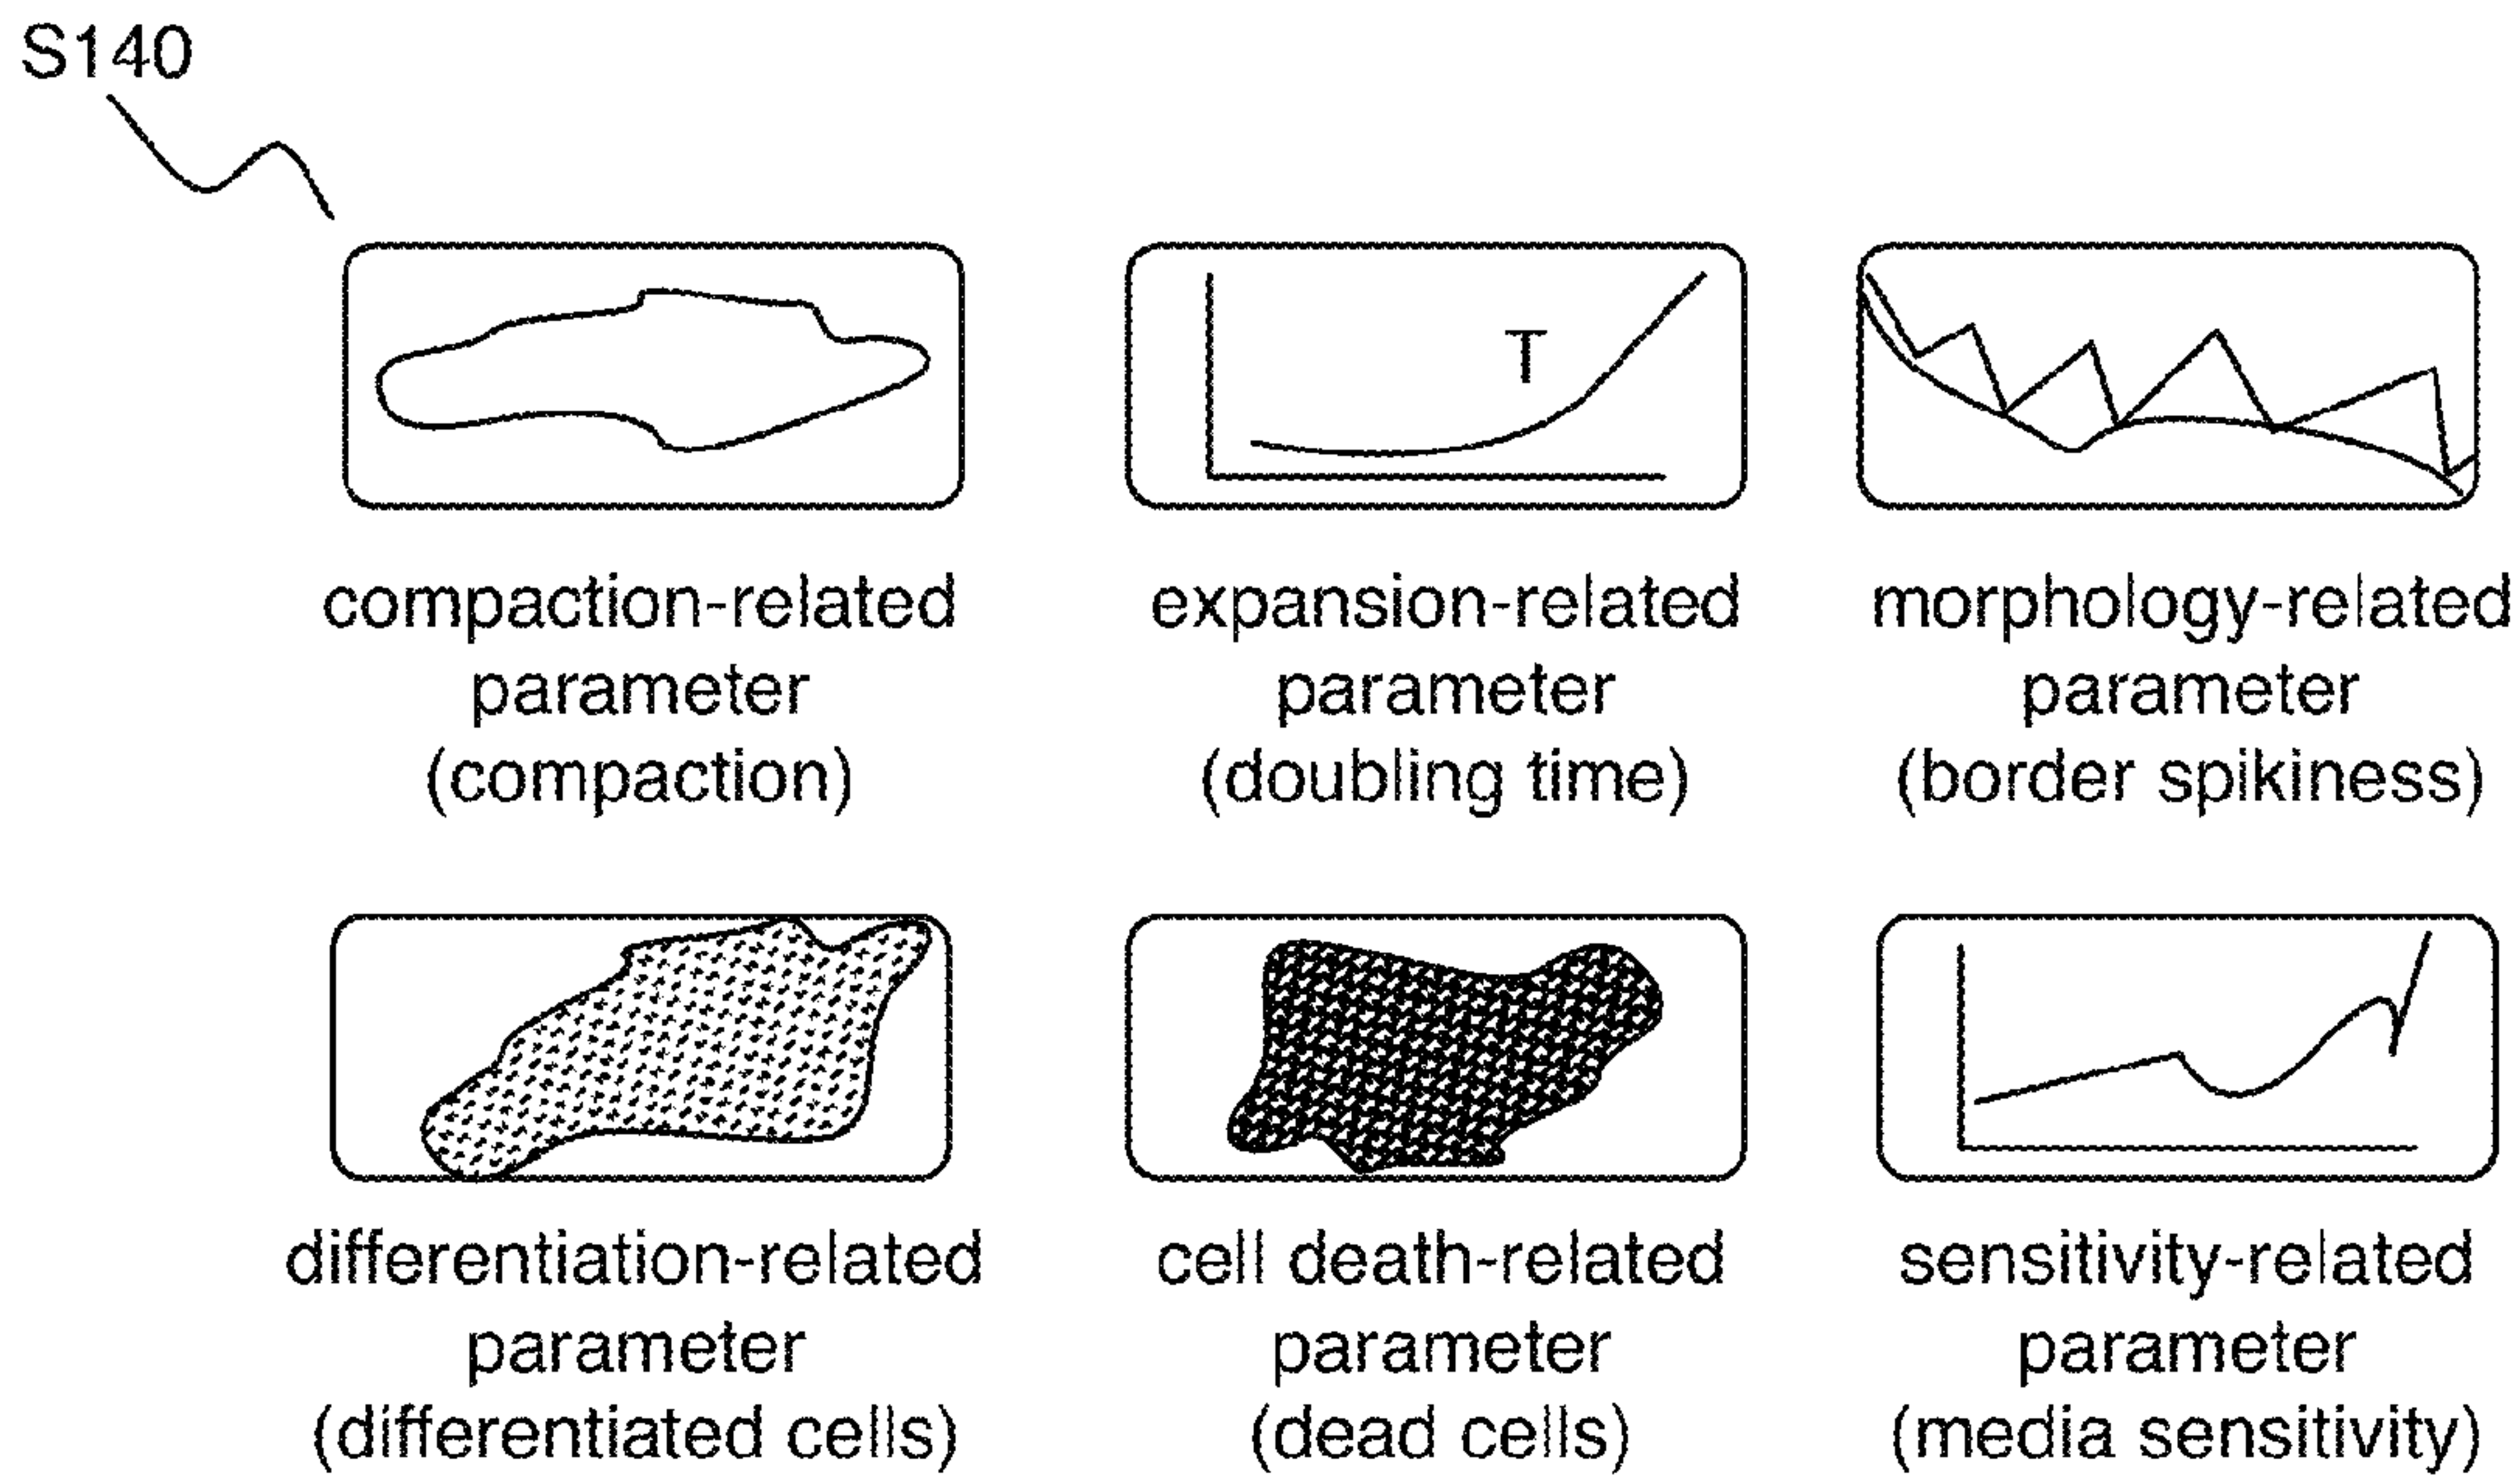 S140
T
compaction-related
parameter
(compaction)
expansion-related
parameter
(doubling time)
morphology-related
parameter
(border spikiness)
differentiation-related
parameter
(differentiated cells)
cell death-related
parameter
(dead cells)
sensitivity-related
parameter
(media sensitivity)